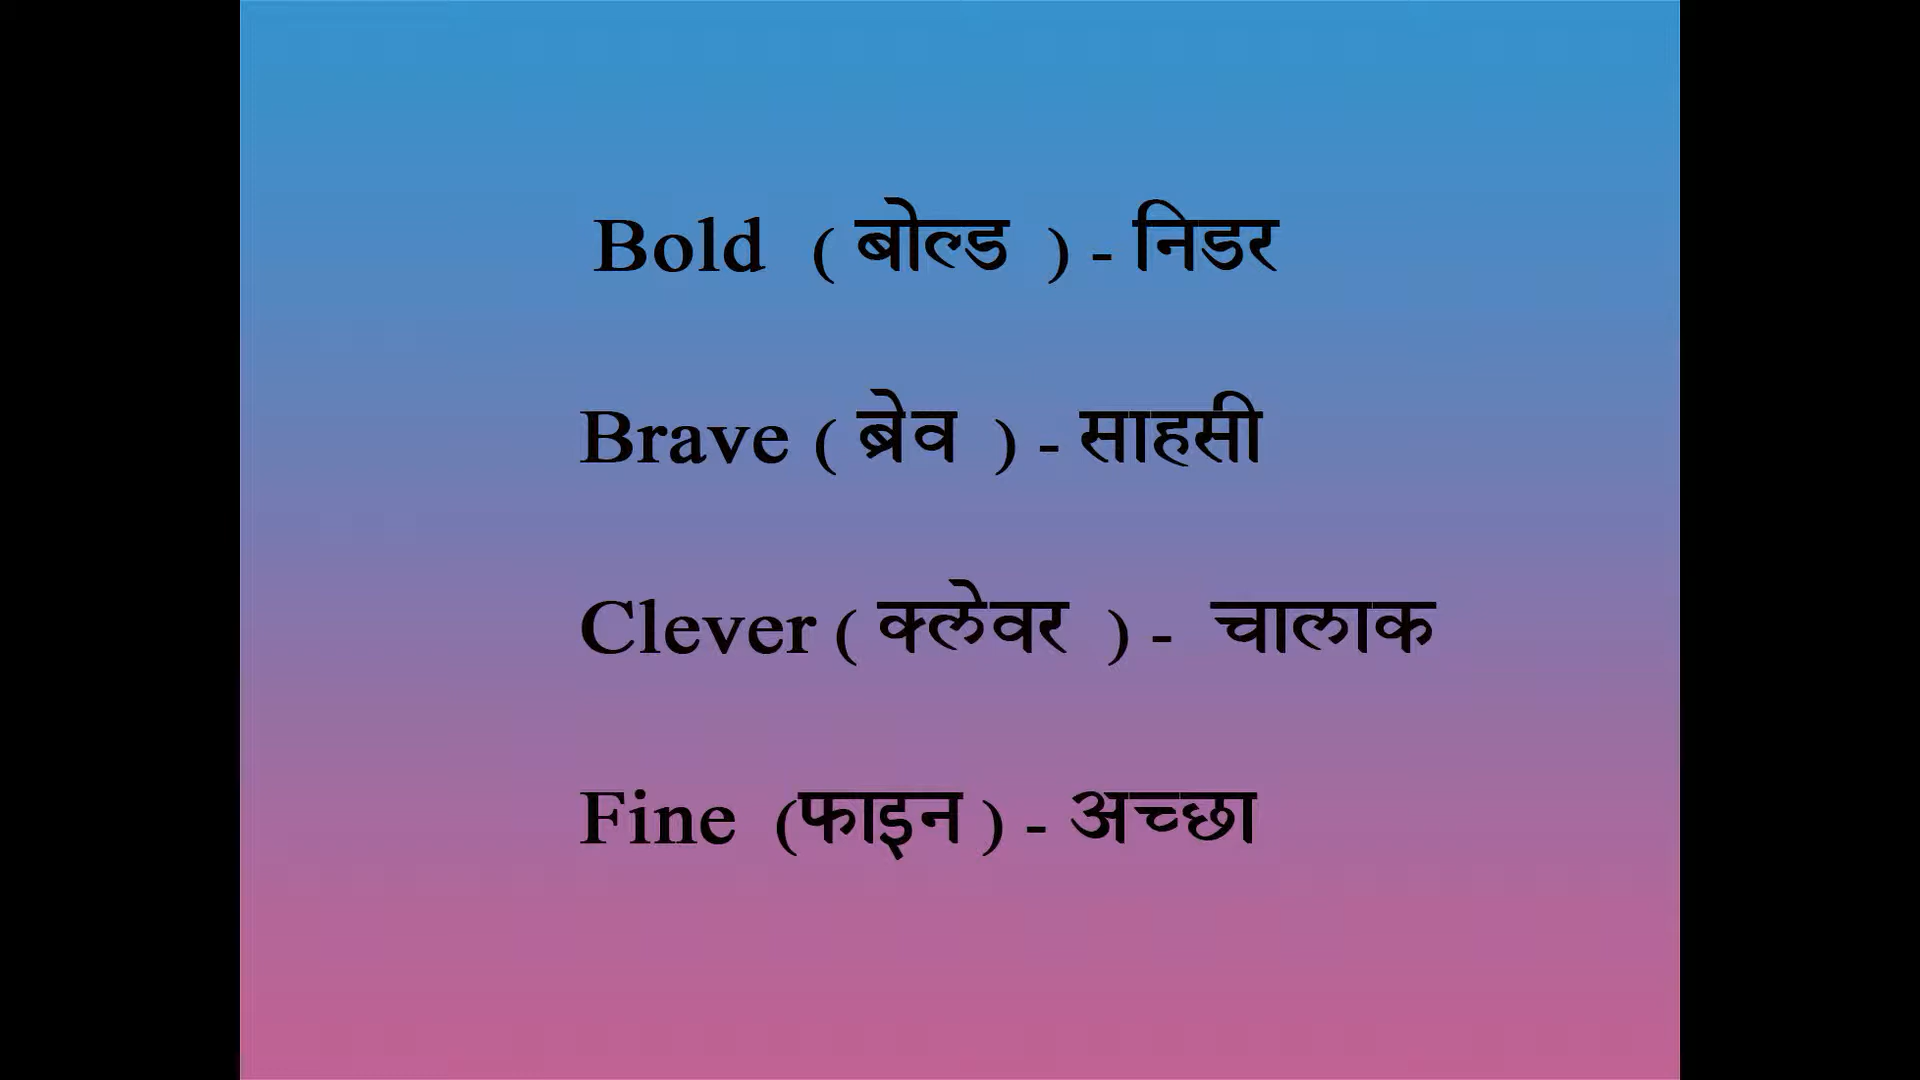 Bold ( बोल्ड ) - निडर
Brave ( ब्रेव ) - साहसी
Clever ( क्लेवर ) - चालाक
Fine (फाइन ) - अच्छा